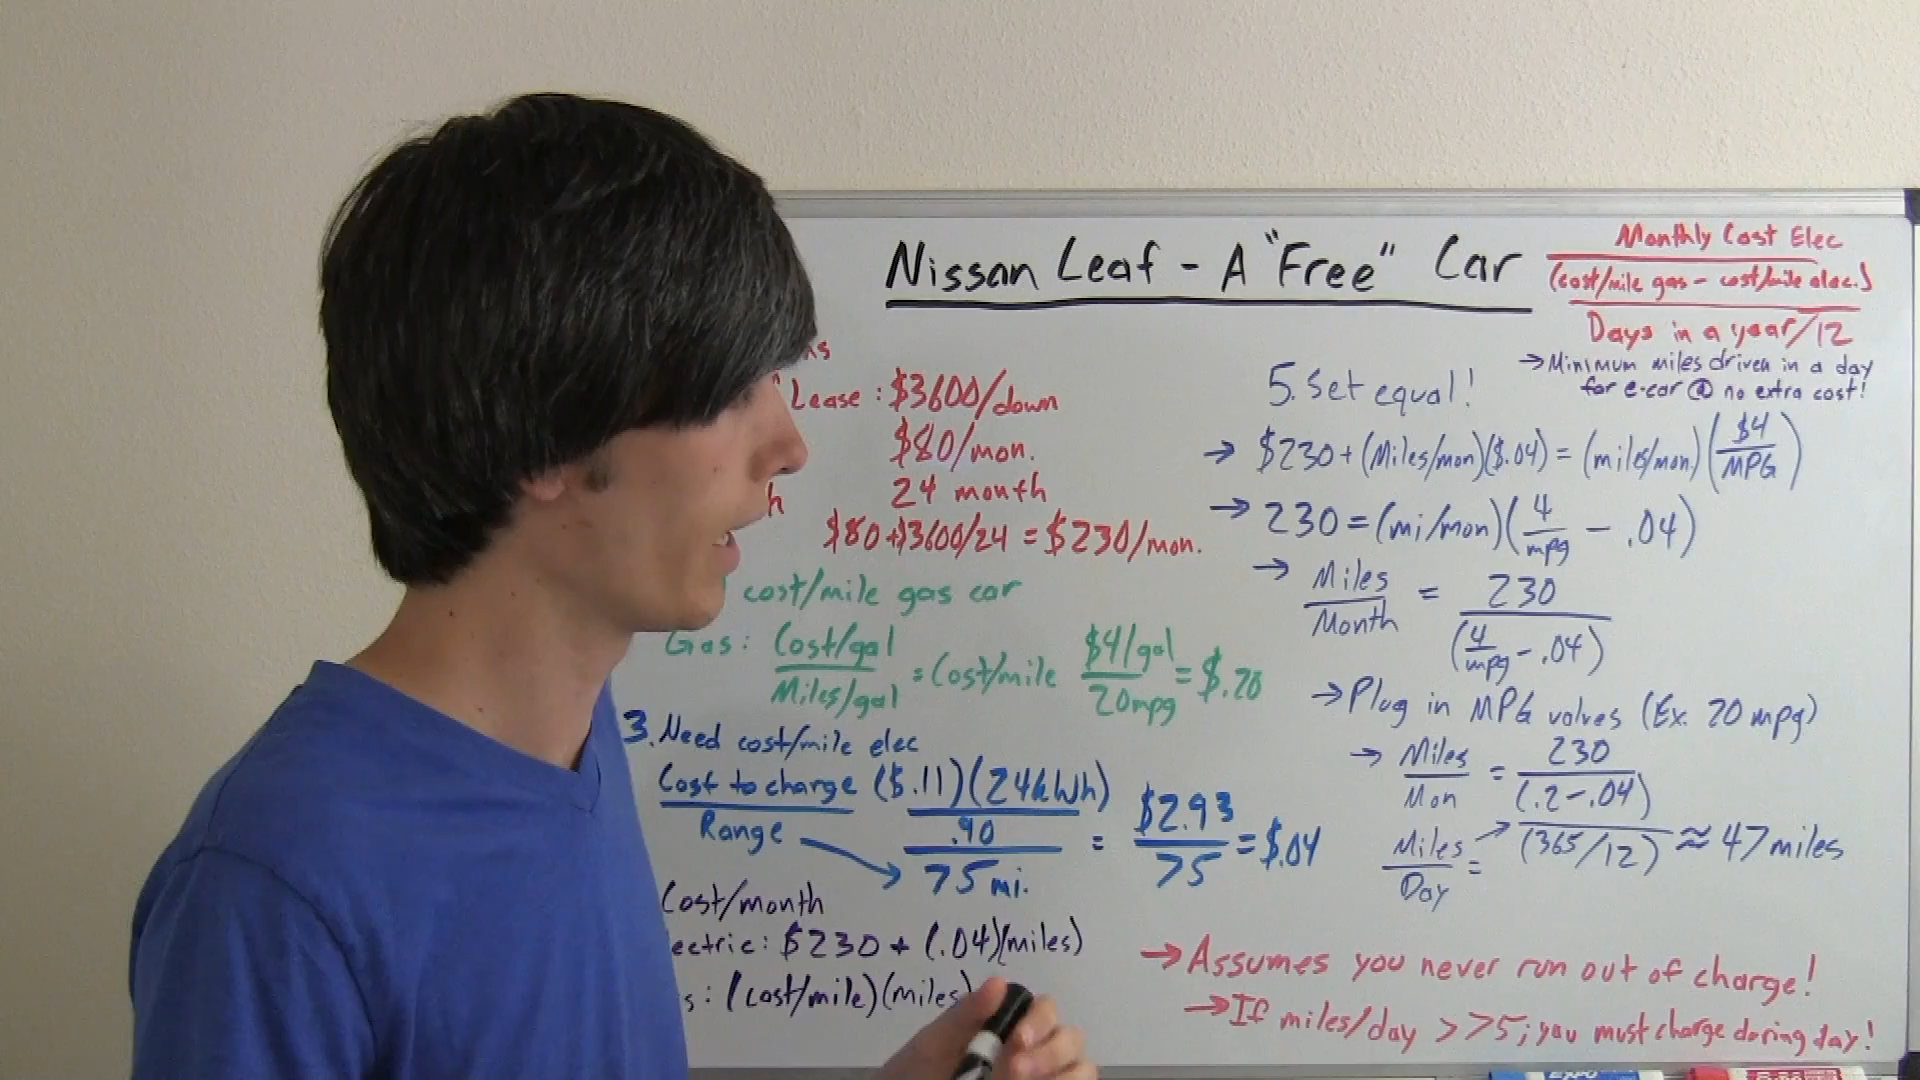 Nissan Leaf - A "Free" Car
Monthly Cost Elec
(cost/mile gas - cost/mile elec.)
Days in a year/12
→ Minimum miles driven in a day
for e-car @ no extra cost!
Lease: $3600/down
$80/mon.
24 month
$80+$3600/24 = $230/mon.
cost/mile gas car
Gas: Cost/gal
Miles/gal
= Cost/mile
$4/gal
20mpg
= $.20
3. Need cost/mile elec
Cost to charge
Range
($.11)(24kWh)
.90
75 mi.
=
$2.93
75
= $.04
Cost/month
ectric: $230 + (.04)(miles)
s: (cost/mile)(miles)
5. Set equal!
→ $230 + (Miles/mon)($.04) = (miles/mon.)($4/MPG)
→ 230 = (mi/mon)(4/mpg - .04)
→ Miles
Month
=
230
(4/mpg - .04)
→ Plug in MPG values (Ex. 20 mpg)
→ Miles
Mon
=
230
(.2-.04)
Miles
Day
=
(365/12)
≈ 47 miles
→ Assumes you never run out of charge!
→ If miles/day > 75; you must charge during day!
EXPO